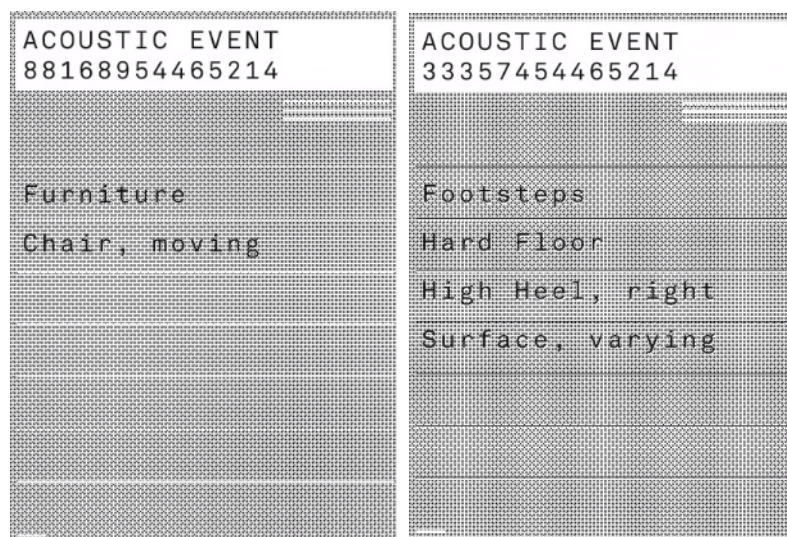 ACOUSTIC EVENT
88168954465214
Furniture
Chair, moving
ACOUSTIC EVENT
33357454465214
Footsteps
Hard Floor
High Heel, right
Surface, varying